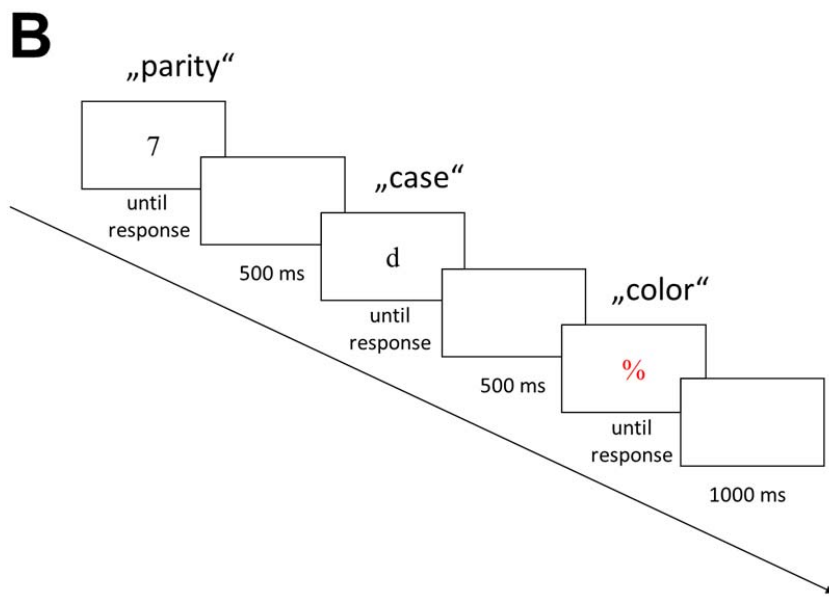 B
„parity“
7
until
response
500 ms
„case“
d
until
response
500 ms
„color“
%
until
response
1000 ms